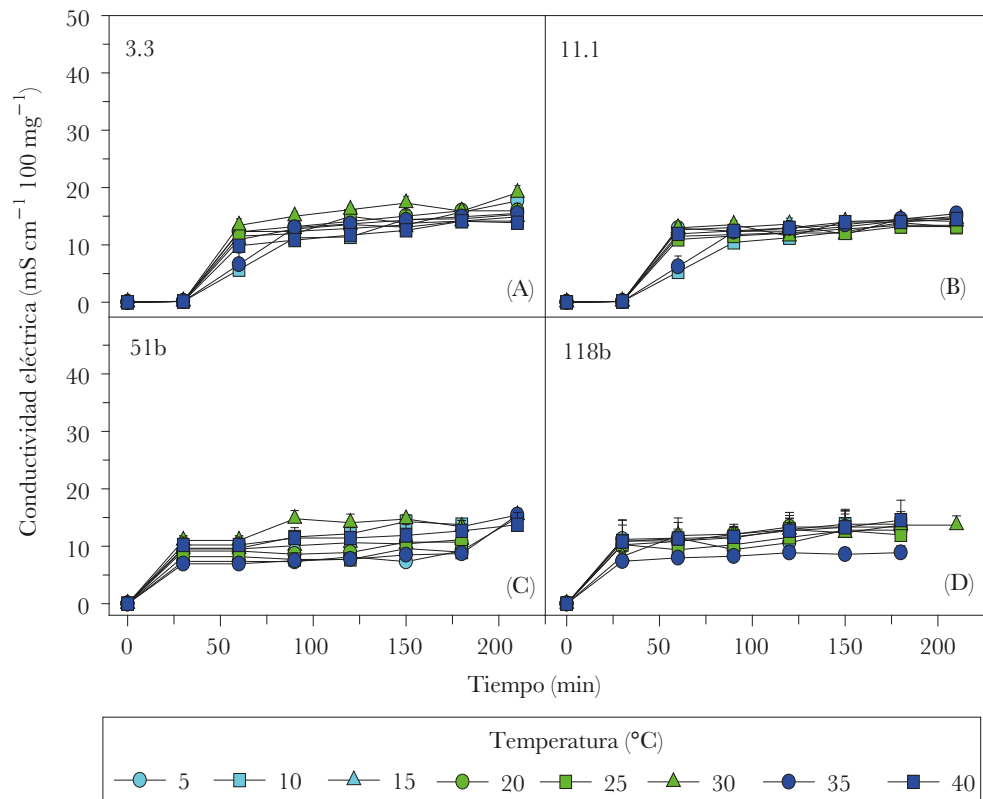 Conductividad eléctrica (mS cm⁻¹ 100 mg⁻¹)
50
40
30
20
10
0
3.3
(A)
11.1
(B)
40
30
20
10
0
51b
(C)
118b
(D)
0 50 100 150 200 0 50 100 150 200
Tiempo (min)
Temperatura (°C)
5 10 15 20 25 30 35 40